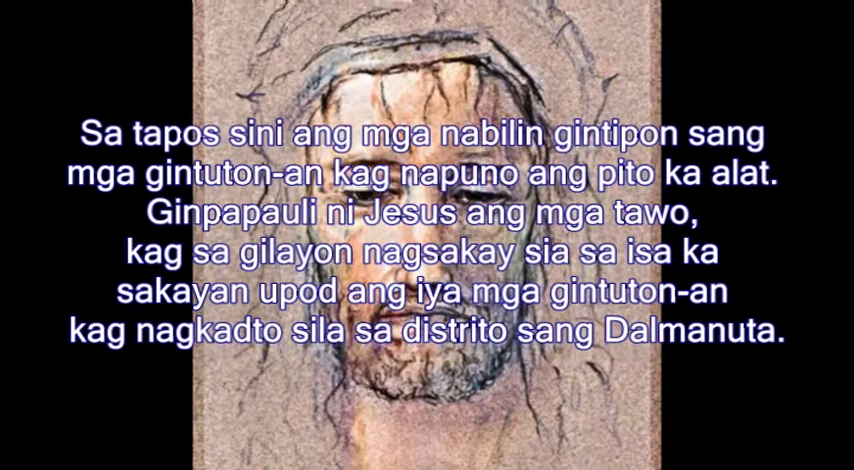 Sa tapos sini ang mga nabilin gintipon sang
mga gintuton-an kag napuno ang pito ka alat.
Ginpapauli ni Jesus ang mga tawo,
kag sa gilayon nagsakay sia sa isa ka
sakayan upod ang iya mga gintuton-an
kag nagkadto sila sa distrito sang Dalmanuta.